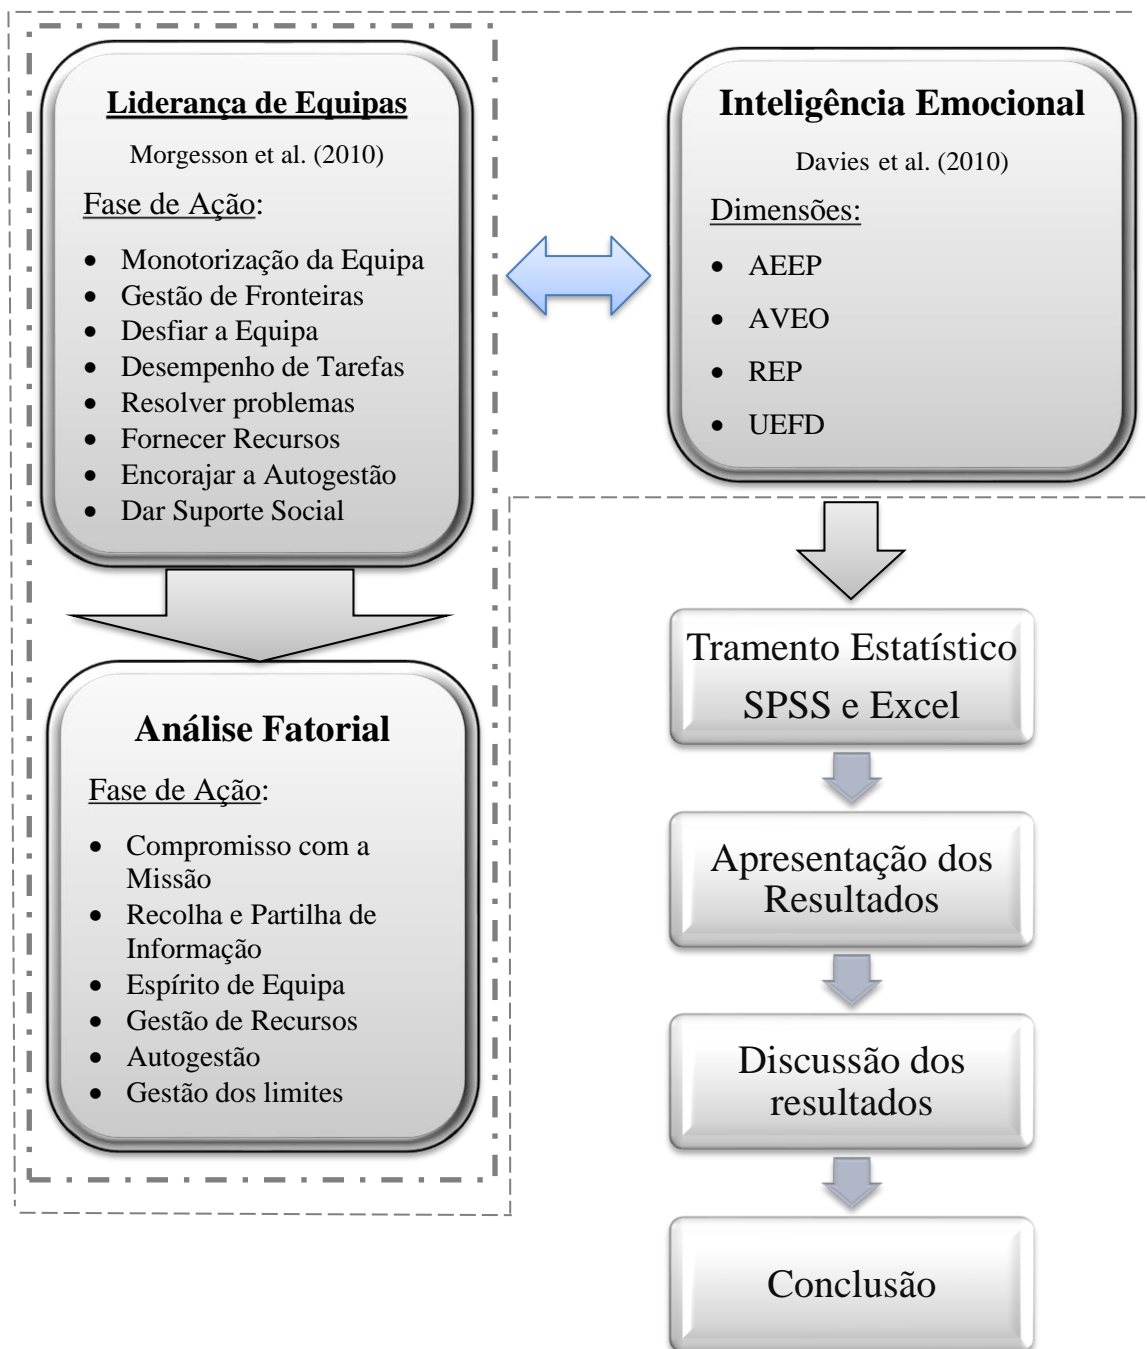 Liderança de Equipas
Morgesson et al. (2010)
Fase de Ação:
• Monotorização da Equipa
• Gestão de Fronteiras
• Desfiar a Equipa
• Desempenho de Tarefas
• Resolver problemas
• Fornecer Recursos
• Encorajar a Autogestão
• Dar Suporte Social
Análise Fatorial
Fase de Ação:
• Compromisso com a
Missão
• Recolha e Partilha de
Informação
• Espírito de Equipa
• Gestão de Recursos
• Autogestão
• Gestão dos limites
Inteligência Emocional
Davies et al. (2010)
Dimensões:
• AEEP
• AVEO
• REP
• UEFD
Tramento Estatístico
SPSS e Excel
Apresentação dos
Resultados
Discussão dos
resultados
Conclusão